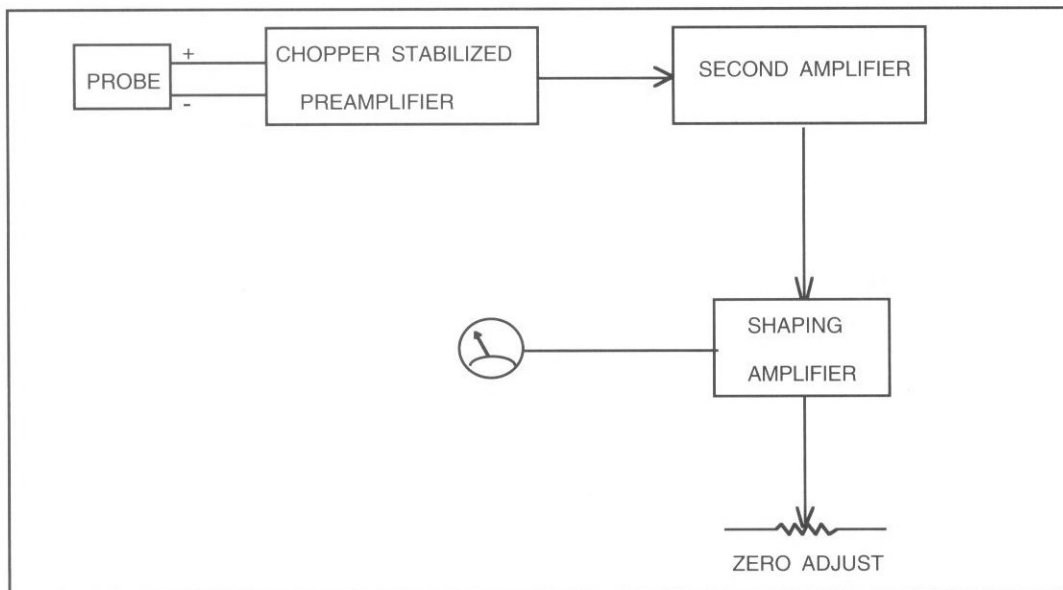 PROBE
+
-
CHOPPER STABILIZED
PREAMPLIFIER
SECOND AMPLIFIER
SHAPING
AMPLIFIER
ZERO ADJUST